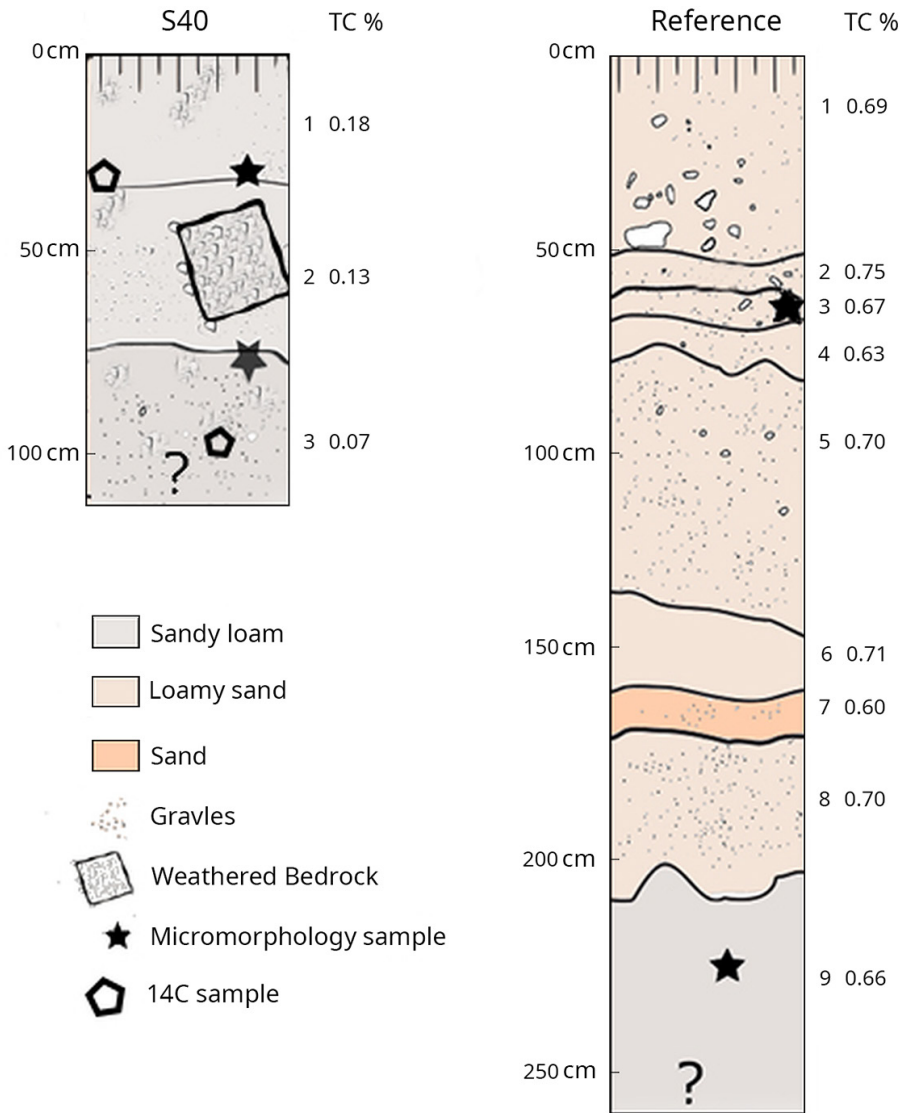 S40 TC %
0 cm
1 0.18
50 cm
2 0.13
100 cm
3 0.07
?
Reference TC %
0 cm
1 0.69
50 cm
2 0.75
3 0.67
4 0.63
100 cm
5 0.70
150 cm
6 0.71
7 0.60
8 0.70
200 cm
9 0.66
250 cm
?
Sandy loam
Loamy sand
Sand
Gravles
Weathered Bedrock
Micromorphology sample
14C sample